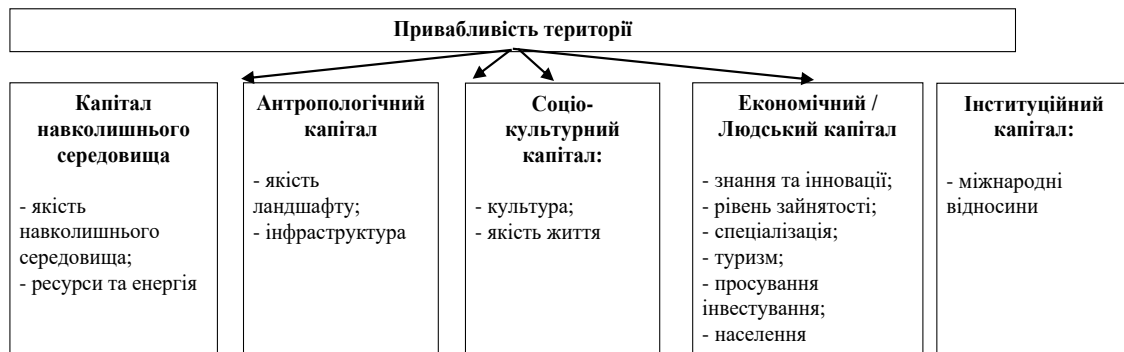 Привабливість території
Капітал
навколишнього
середовища
- якість
навколишнього
середовища;
- ресурси та енергія
Антропологічний
капітал
- якість
ландшафту;
- інфраструктура
Соціо-
культурний
капітал:
- культура;
- якість життя
Економічний /
Людський капітал
- знання та інновації;
- рівень зайнятості;
- спеціалізація;
- туризм;
- просування
інвестування;
- населення
Інституційний
капітал:
- міжнародні
відносини